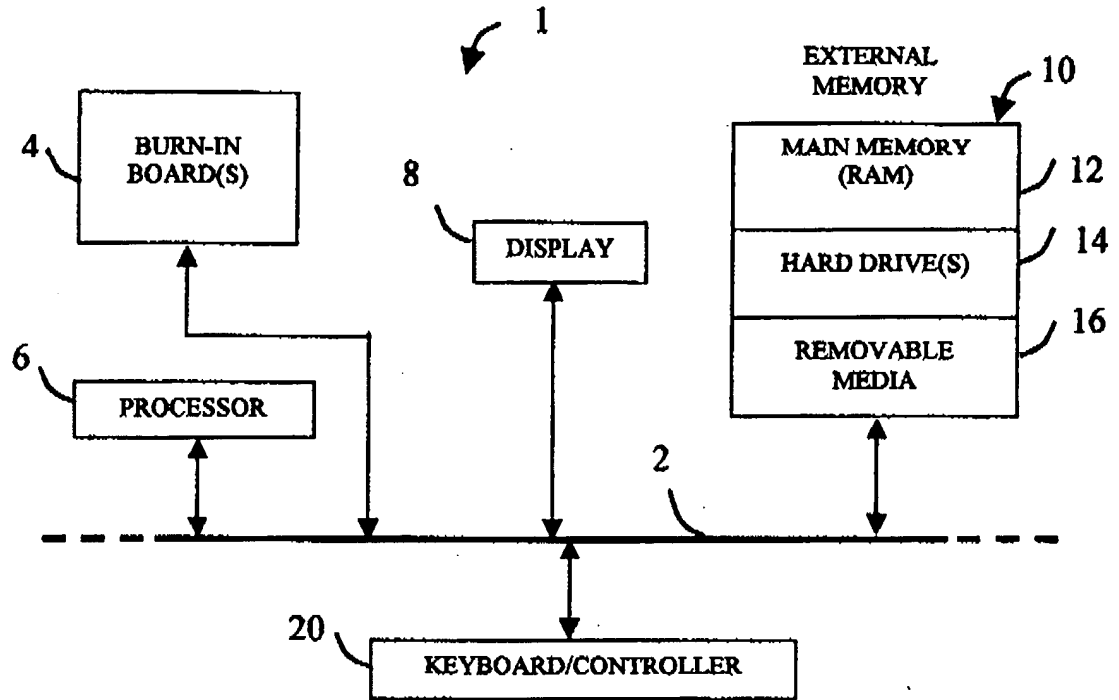 1
EXTERNAL
MEMORY
10
4
BURN-IN
BOARD(S)
8
DISPLAY
MAIN MEMORY
(RAM)
12
HARD DRIVE(S)
14
REMOVABLE
MEDIA
16
6
PROCESSOR
2
20
KEYBOARD/CONTROLLER